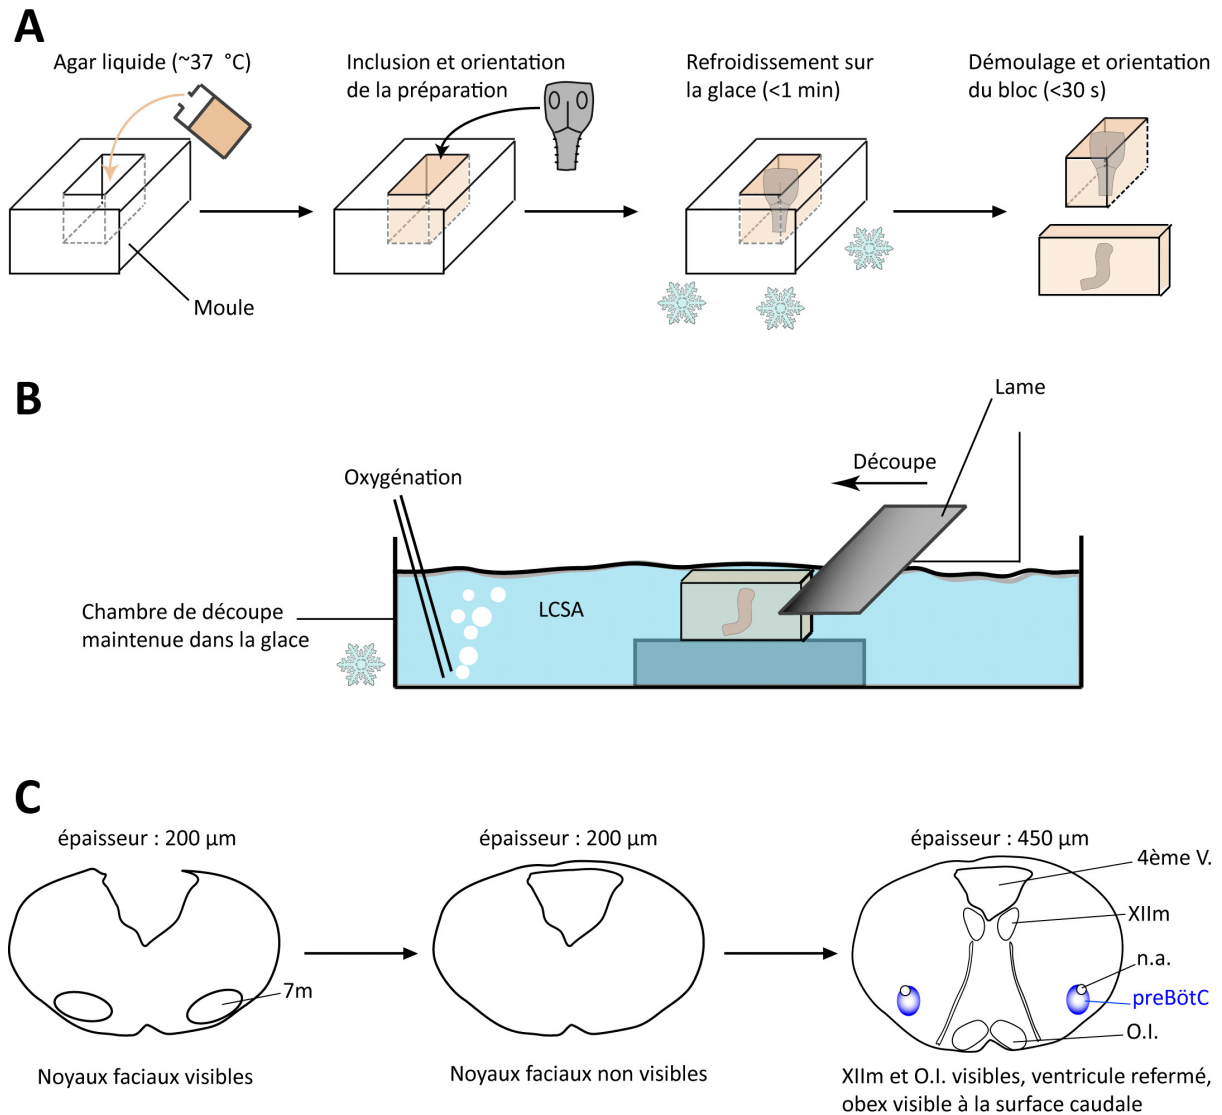 A
Agar liquide (~37 °C)
Inclusion et orientation
de la préparation
Refroidissement sur
la glace (<1 min)
Démoulage et orientation
du bloc (<30 s)
Moule
B
Lame
Découpe
Oxygénation
LCSA
Chambre de découpe
maintenue dans la glace
C
épaisseur : 200 µm
épaisseur : 200 µm
épaisseur : 450 µm
4ème V.
XIIm
n.a.
preBötC
O.I.
7m
Noyaux faciaux visibles
Noyaux faciaux non visibles
XIIm et O.I. visibles, ventricule refermé,
obex visible à la surface caudale